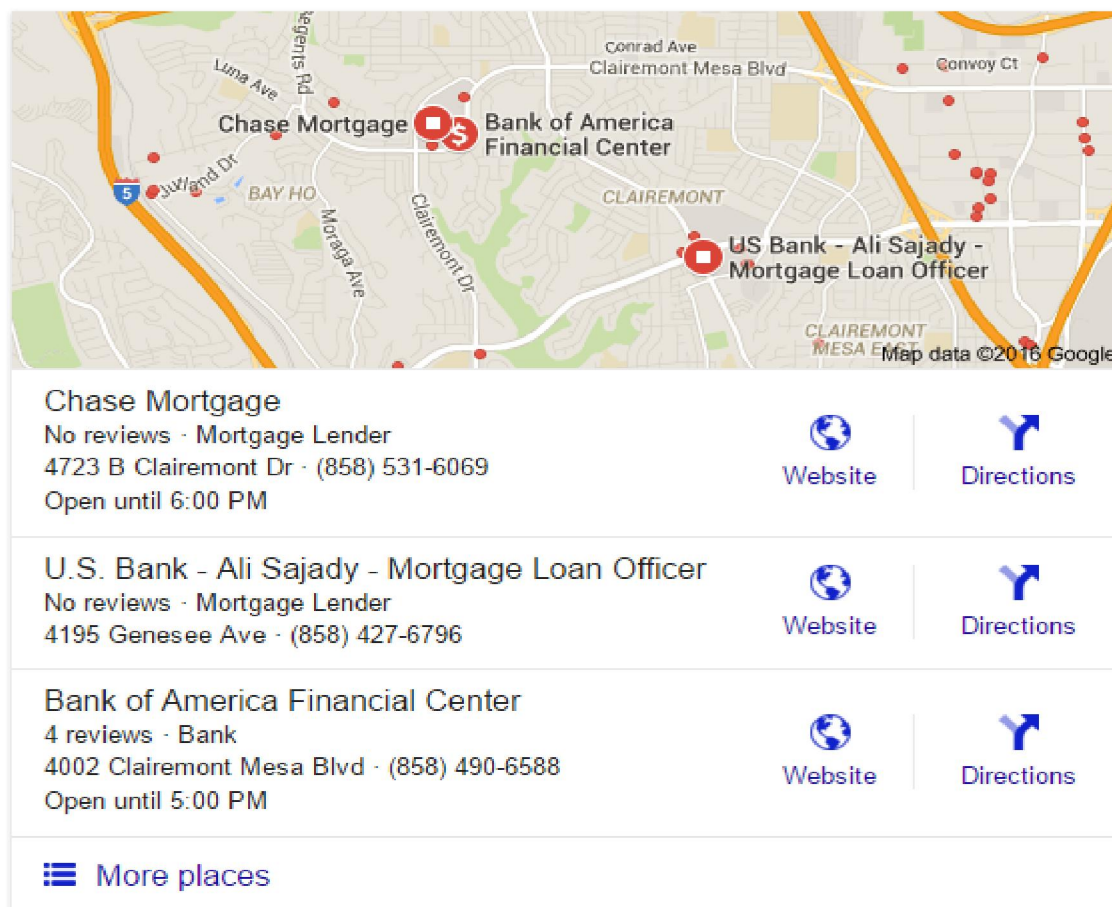 Regents Rd
Conrad Ave
Clairemont Mesa Blvd
Luna Ave
Convoy Ct
Chase Mortgage
$
Bank of America
Financial Center
Jutland Dr
5
BAY HO
CLAIREMONT
Moraga Ave
Clairemont Dr
US Bank - Ali Sajady -
Mortgage Loan Officer
CLAIREMONT
MESA EAST
Map data ©2016 Google
Chase Mortgage
No reviews · Mortgage Lender
4723 B Clairemont Dr · (858) 531-6069
Open until 6:00 PM
Website
Directions
U.S. Bank - Ali Sajady - Mortgage Loan Officer
No reviews · Mortgage Lender
4195 Genesee Ave · (858) 427-6796
Website
Directions
Bank of America Financial Center
4 reviews · Bank
4002 Clairemont Mesa Blvd · (858) 490-6588
Open until 5:00 PM
Website
Directions
More places